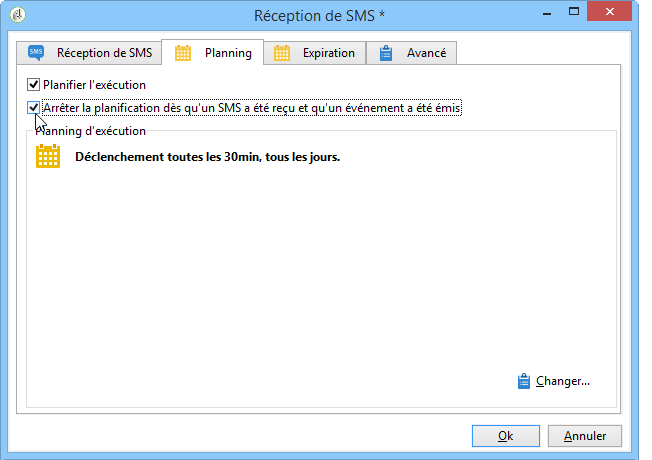 Réception de SMS *
SMS Réception de SMS Planning Expiration Avancé
Planifier l'exécution
Arrêter la planification dès qu'un SMS a été reçu et qu'un événement a été émis
Planning d'exécution
Déclenchement toutes les 30min, tous les jours.
Changer...
Ok Annuler